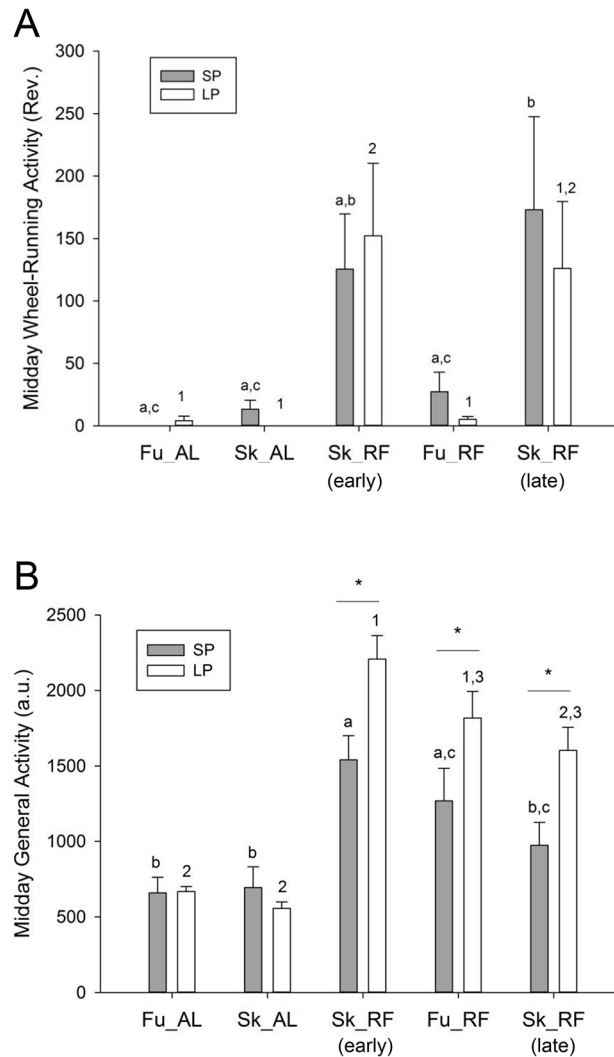 A
Midday Wheel-Running Activity (Rev.)
300
250
200
150
100
50
0
SP
LP
a,c
1
a,c
1
a,b
2
a,c
1
b
1,2
Fu_AL
Sk_AL
Sk_RF
(early)
Fu_RF
Sk_RF
(late)
B
Midday General Activity (a.u.)
2500
2000
1500
1000
500
0
SP
LP
*
*
*
b
2
b
2
a
1
a,c
1,3
b,c
2,3
Fu_AL
Sk_AL
Sk_RF
(early)
Fu_RF
Sk_RF
(late)